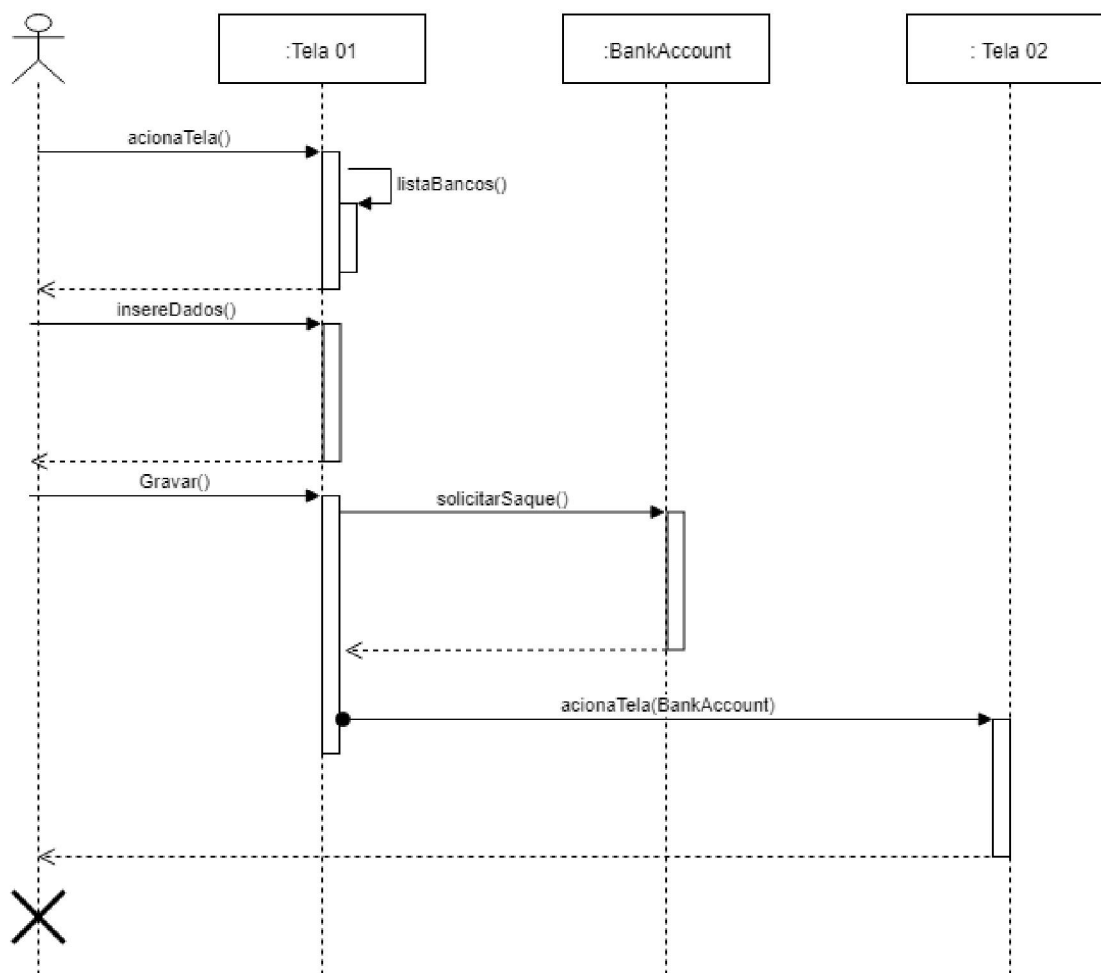 :Tela 01
:BankAccount
: Tela 02
acionaTela()
listaBancos()
insereDados()
Gravar()
solicitarSaque()
acionaTela(BankAccount)